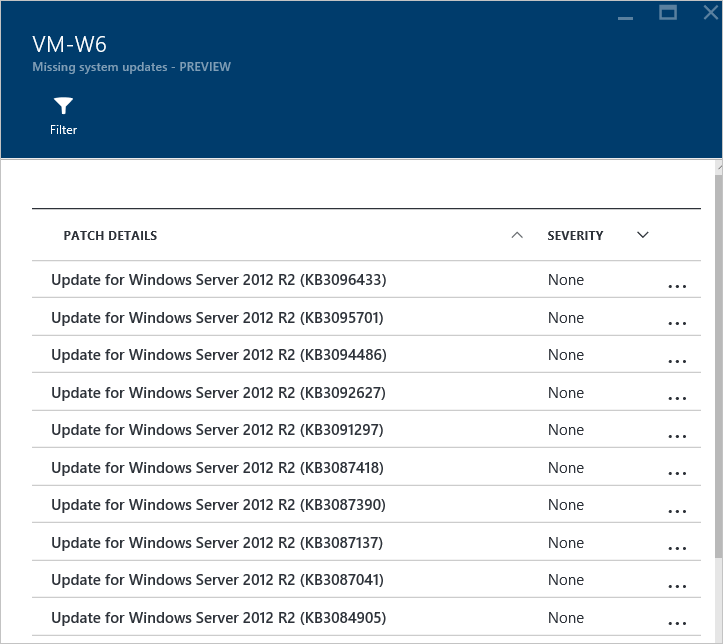 VM-W6
Missing system updates - PREVIEW
Filter
PATCH DETAILS SEVERITY
Update for Windows Server 2012 R2 (KB3096433) None ...
Update for Windows Server 2012 R2 (KB3095701) None ...
Update for Windows Server 2012 R2 (KB3094486) None ...
Update for Windows Server 2012 R2 (KB3092627) None ...
Update for Windows Server 2012 R2 (KB3091297) None ...
Update for Windows Server 2012 R2 (KB3087418) None ...
Update for Windows Server 2012 R2 (KB3087390) None ...
Update for Windows Server 2012 R2 (KB3087137) None ...
Update for Windows Server 2012 R2 (KB3087041) None ...
Update for Windows Server 2012 R2 (KB3084905) None ...